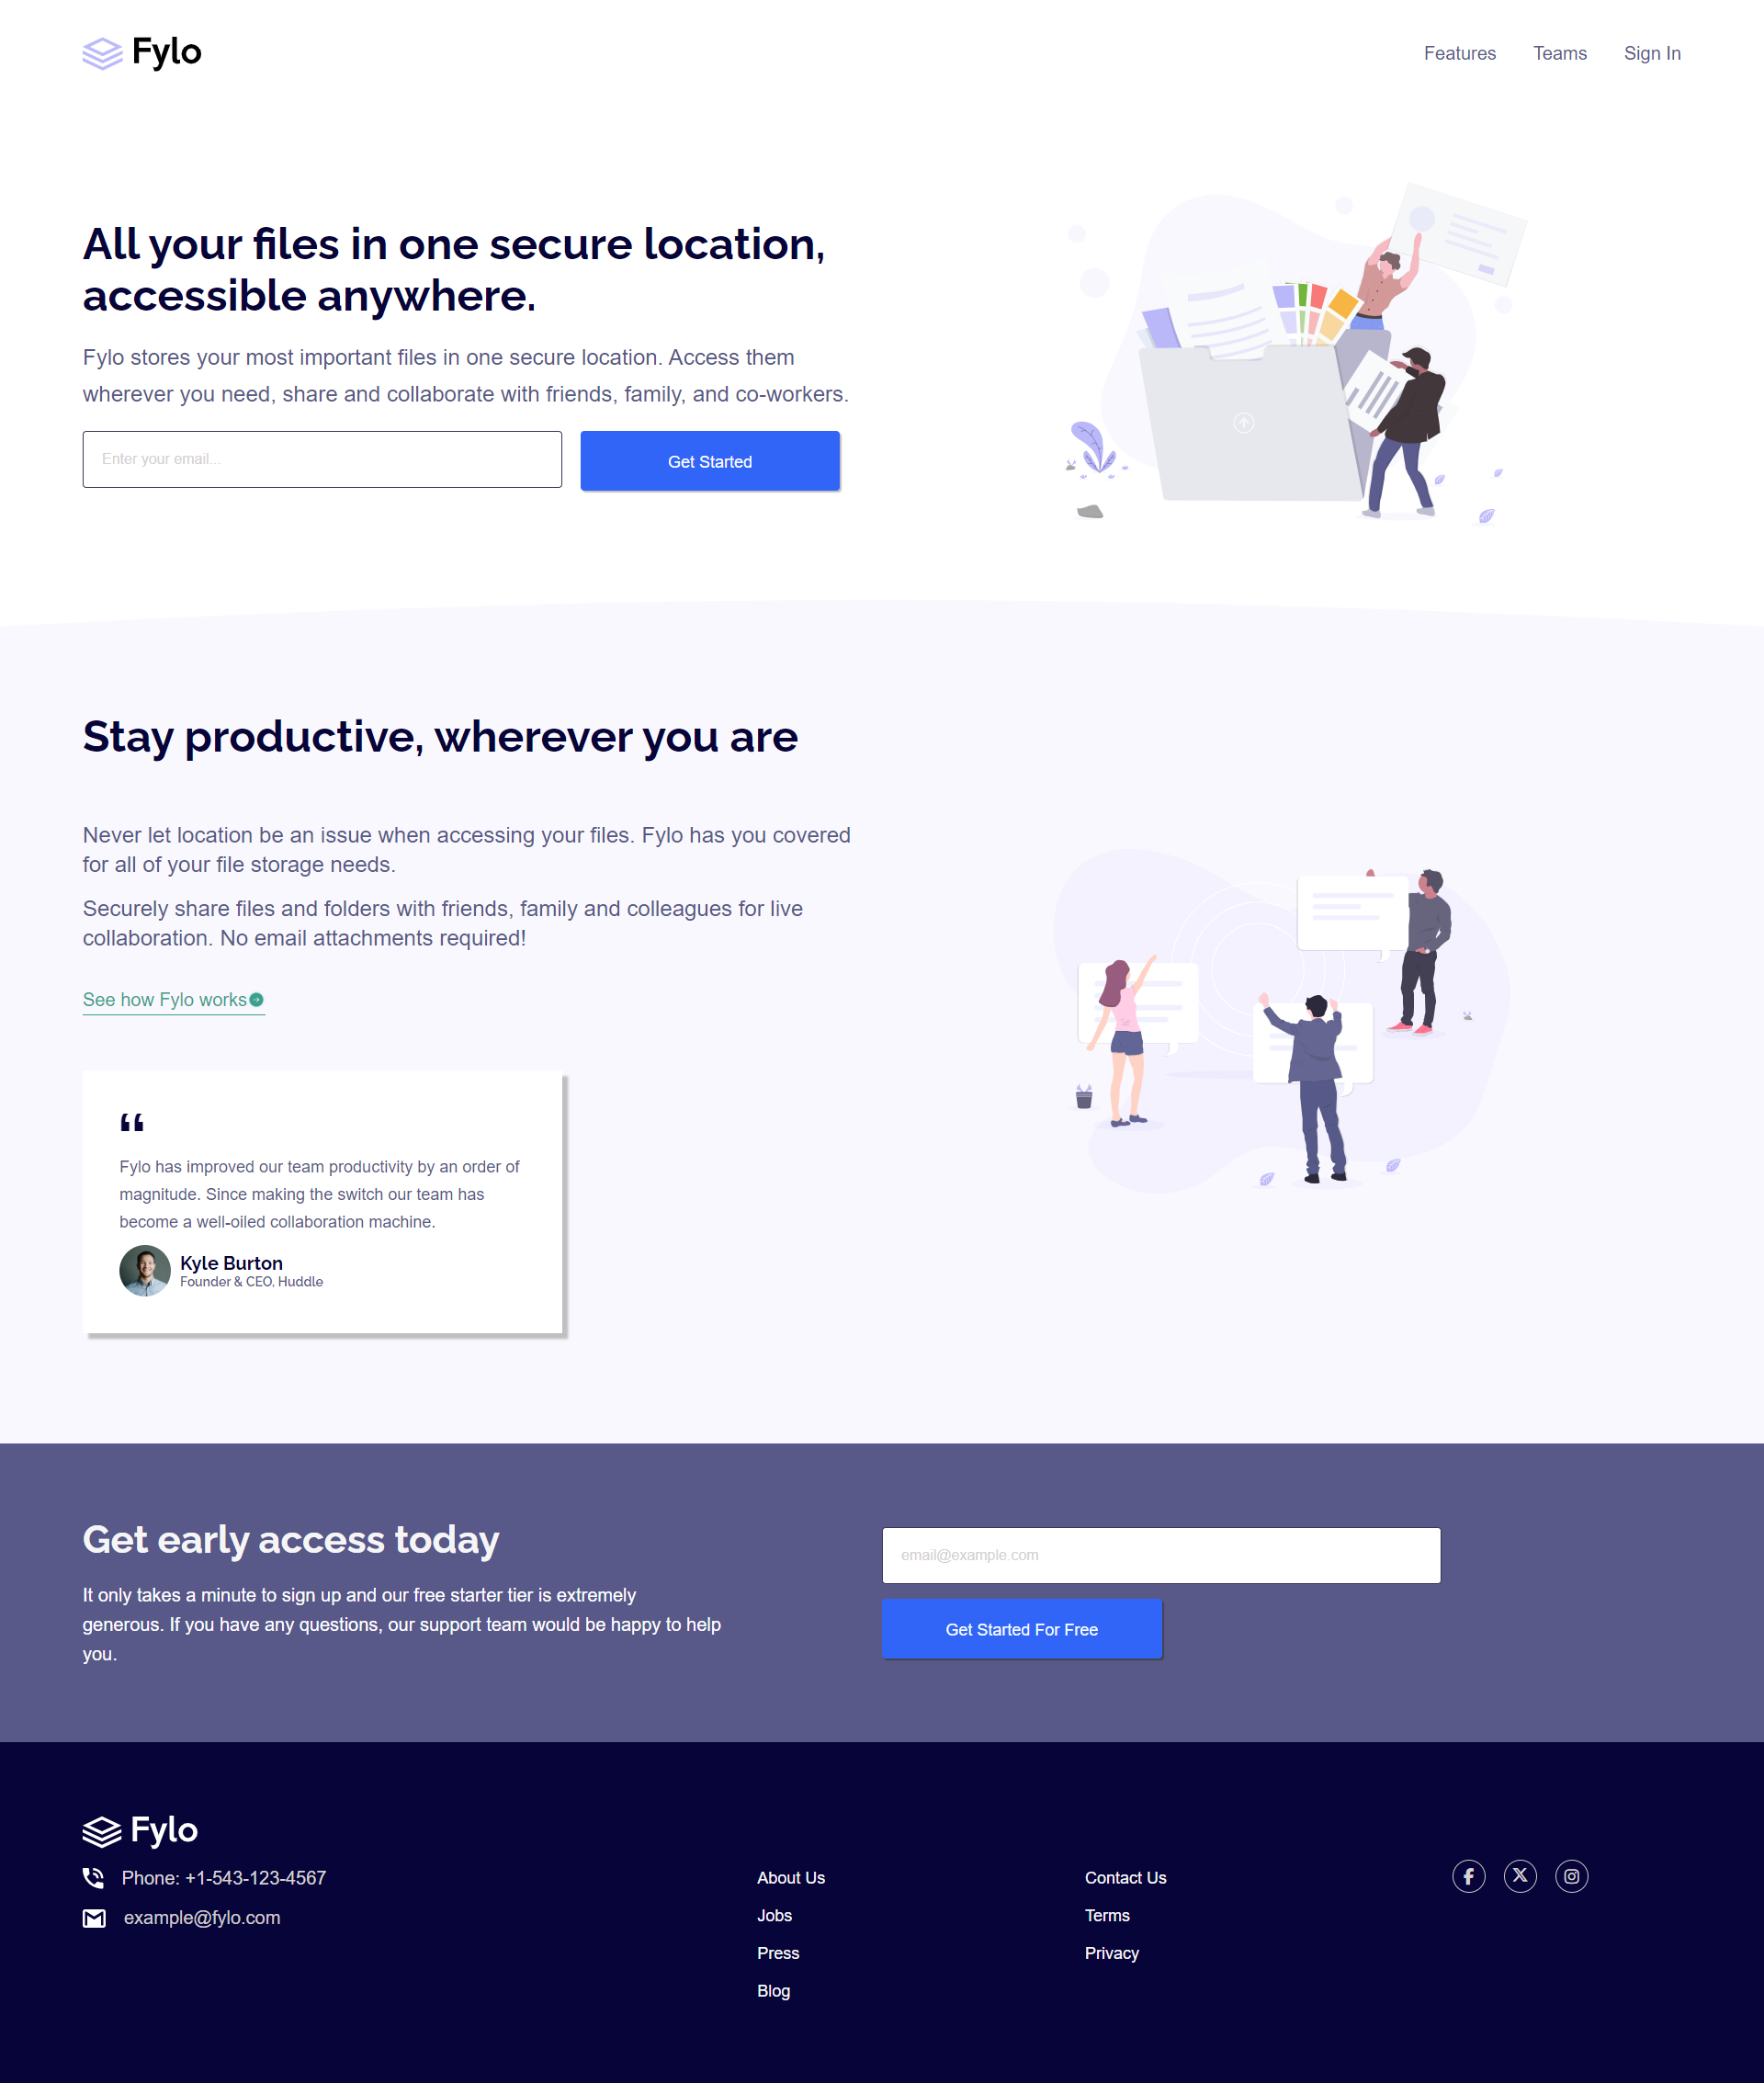 Fylo
Features
Teams
Sign In
All your files in one secure location,
accessible anywhere.
Fylo stores your most important files in one secure location. Access them
wherever you need, share and collaborate with friends, family, and co-workers.
Enter your email...
Get Started
Stay productive, wherever you are
Never let location be an issue when accessing your files. Fylo has you covered
for all of your file storage needs.
Securely share files and folders with friends, family and colleagues for live
collaboration. No email attachments required!
See how Fylo works
“
Fylo has improved our team productivity by an order of
magnitude. Since making the switch our team has
become a well-oiled collaboration machine.
Kyle Burton
Founder & CEO, Huddle
Get early access today
It only takes a minute to sign up and our free starter tier is extremely
generous. If you have any questions, our support team would be happy to help
you.
email@example.com
Get Started For Free
Fylo
Phone: +1-543-123-4567
example@fylo.com
About Us
Jobs
Press
Blog
Contact Us
Terms
Privacy